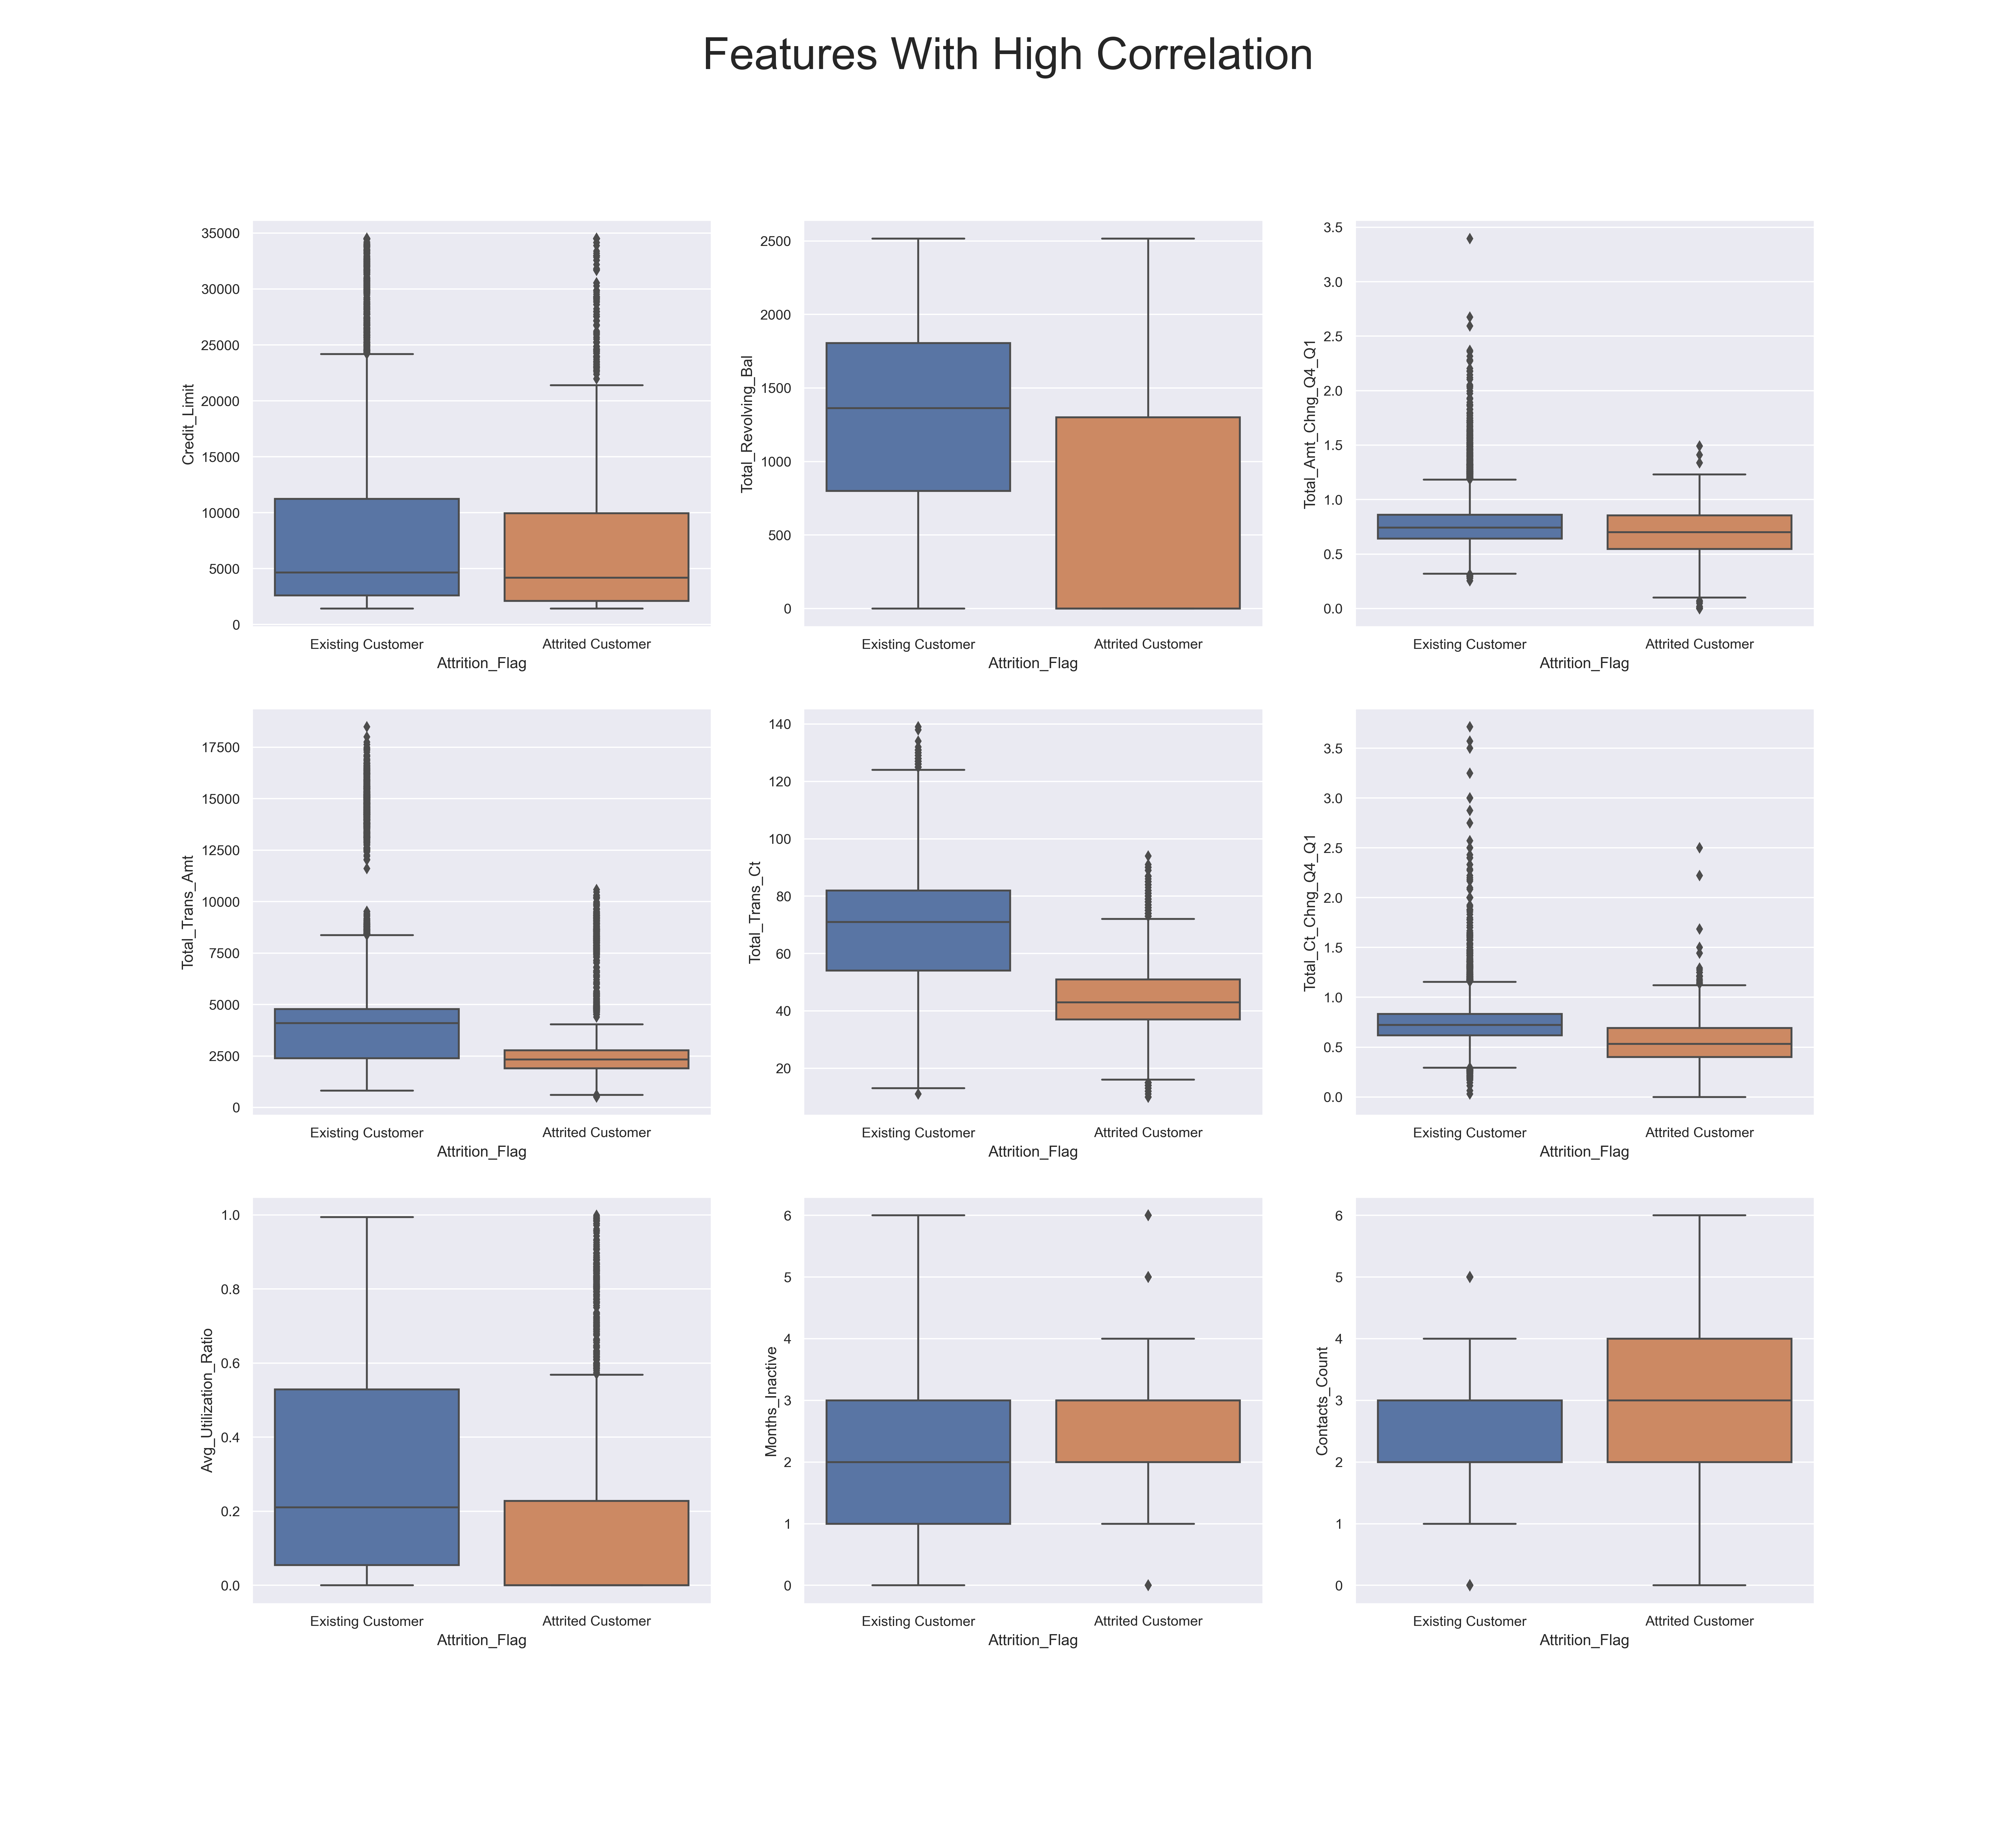 Features With High Correlation
Credit_Limit
35000
30000
25000
20000
15000
10000
5000
0
Existing Customer
Attrited Customer
Attrition_Flag
Total_Revolving_Bal
2500
2000
1500
1000
500
0
Existing Customer
Attrited Customer
Attrition_Flag
Total_Amt_Chng_Q4_Q1
3.5
3.0
2.5
2.0
1.5
1.0
0.5
0.0
Existing Customer
Attrited Customer
Attrition_Flag
Total_Trans_Amt
17500
15000
12500
10000
7500
5000
2500
0
Existing Customer
Attrited Customer
Attrition_Flag
Total_Trans_Ct
140
120
100
80
60
40
20
Existing Customer
Attrited Customer
Attrition_Flag
Total_Ct_Chng_Q4_Q1
3.5
3.0
2.5
2.0
1.5
1.0
0.5
0.0
Existing Customer
Attrited Customer
Attrition_Flag
Avg_Utilization_Ratio
1.0
0.8
0.6
0.4
0.2
0.0
Existing Customer
Attrited Customer
Attrition_Flag
Months_Inactive
6
5
4
3
2
1
0
Existing Customer
Attrited Customer
Attrition_Flag
Contacts_Count
6
5
4
3
2
1
0
Existing Customer
Attrited Customer
Attrition_Flag